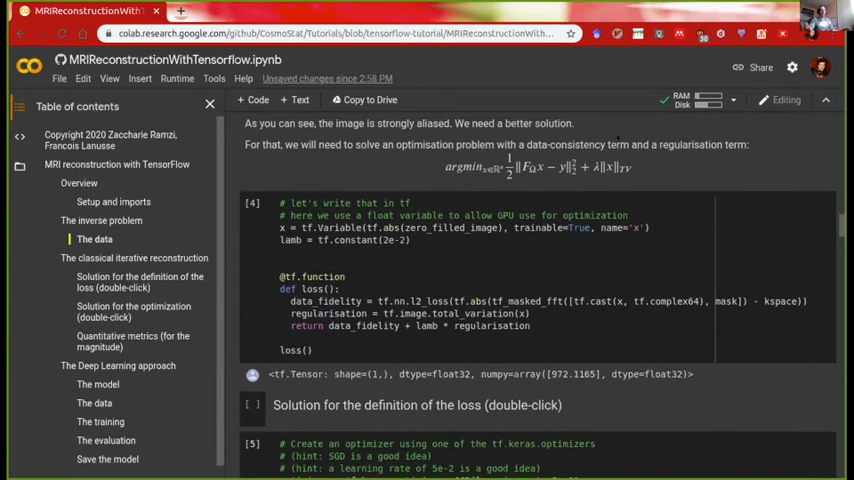 MRIReconstructionWithT
colab.research.google.com/github/CosmoStat/Tutorials/blob/tensorflow-tutorial/MRIReconstructionWith...
30
MRIReconstructionWithTensorflow.ipynb
File Edit View Insert Runtime Tools Help Unsaved changes since 2:58 PM
Share
+ Code + Text Copy to Drive
RAM
Disk
Editing
Table of contents
Copyright 2020 Zaccharie Ramzi,
Francois Lanusse
MRI reconstruction with TensorFlow
Overview
Setup and imports
The inverse problem
The data
The classical iterative reconstruction
Solution for the definition of the
loss (double-click)
Solution for the optimization
(double-click)
Quantitative metrics (for the
magnitude)
The Deep Learning approach
The model
The data
The training
The evaluation
Save the model
As you can see, the image is strongly aliased. We need a better solution.
For that, we will need to solve an optimisation problem with a data-consistency term and a regularisation term:
argmin_{x∈ℝⁿ} 1/2 ‖F_Ω x − y‖₂² + λ‖x‖_TV
[4] # let's write that in tf
# here we use a float variable to allow GPU use for optimization
x = tf.Variable(tf.abs(zero_filled_image), trainable=True, name='x')
lamb = tf.constant(2e-2)
@tf.function
def loss():
data_fidelity = tf.nn.l2_loss(tf.abs(tf_masked_fft([tf.cast(x, tf.complex64), mask]) - kspace))
regularisation = tf.image.total_variation(x)
return data_fidelity + lamb * regularisation
loss()
<tf.Tensor: shape=(1,), dtype=float32, numpy=array([972.1165], dtype=float32)>
[ ] Solution for the definition of the loss (double-click)
[5] # Create an optimizer using one of the tf.keras.optimizers
# (hint: SGD is a good idea)
# (hint: a learning rate of 5e-2 is a good idea)